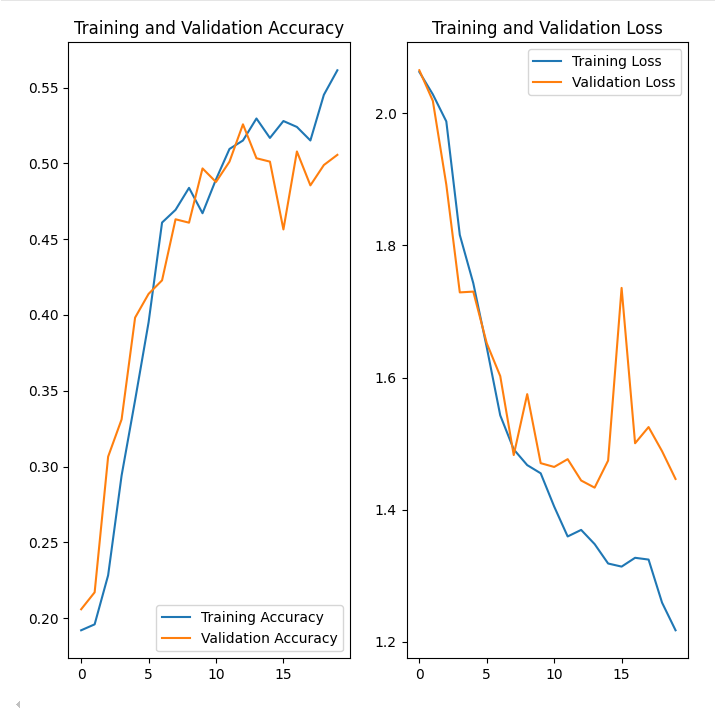 Training and Validation Accuracy
0.55
0.50
0.45
0.40
0.35
0.30
0.25
0.20
Training Accuracy
Validation Accuracy
0 5 10 15
Training and Validation Loss
Training Loss
Validation Loss
2.0
1.8
1.6
1.4
1.2
0 5 10 15